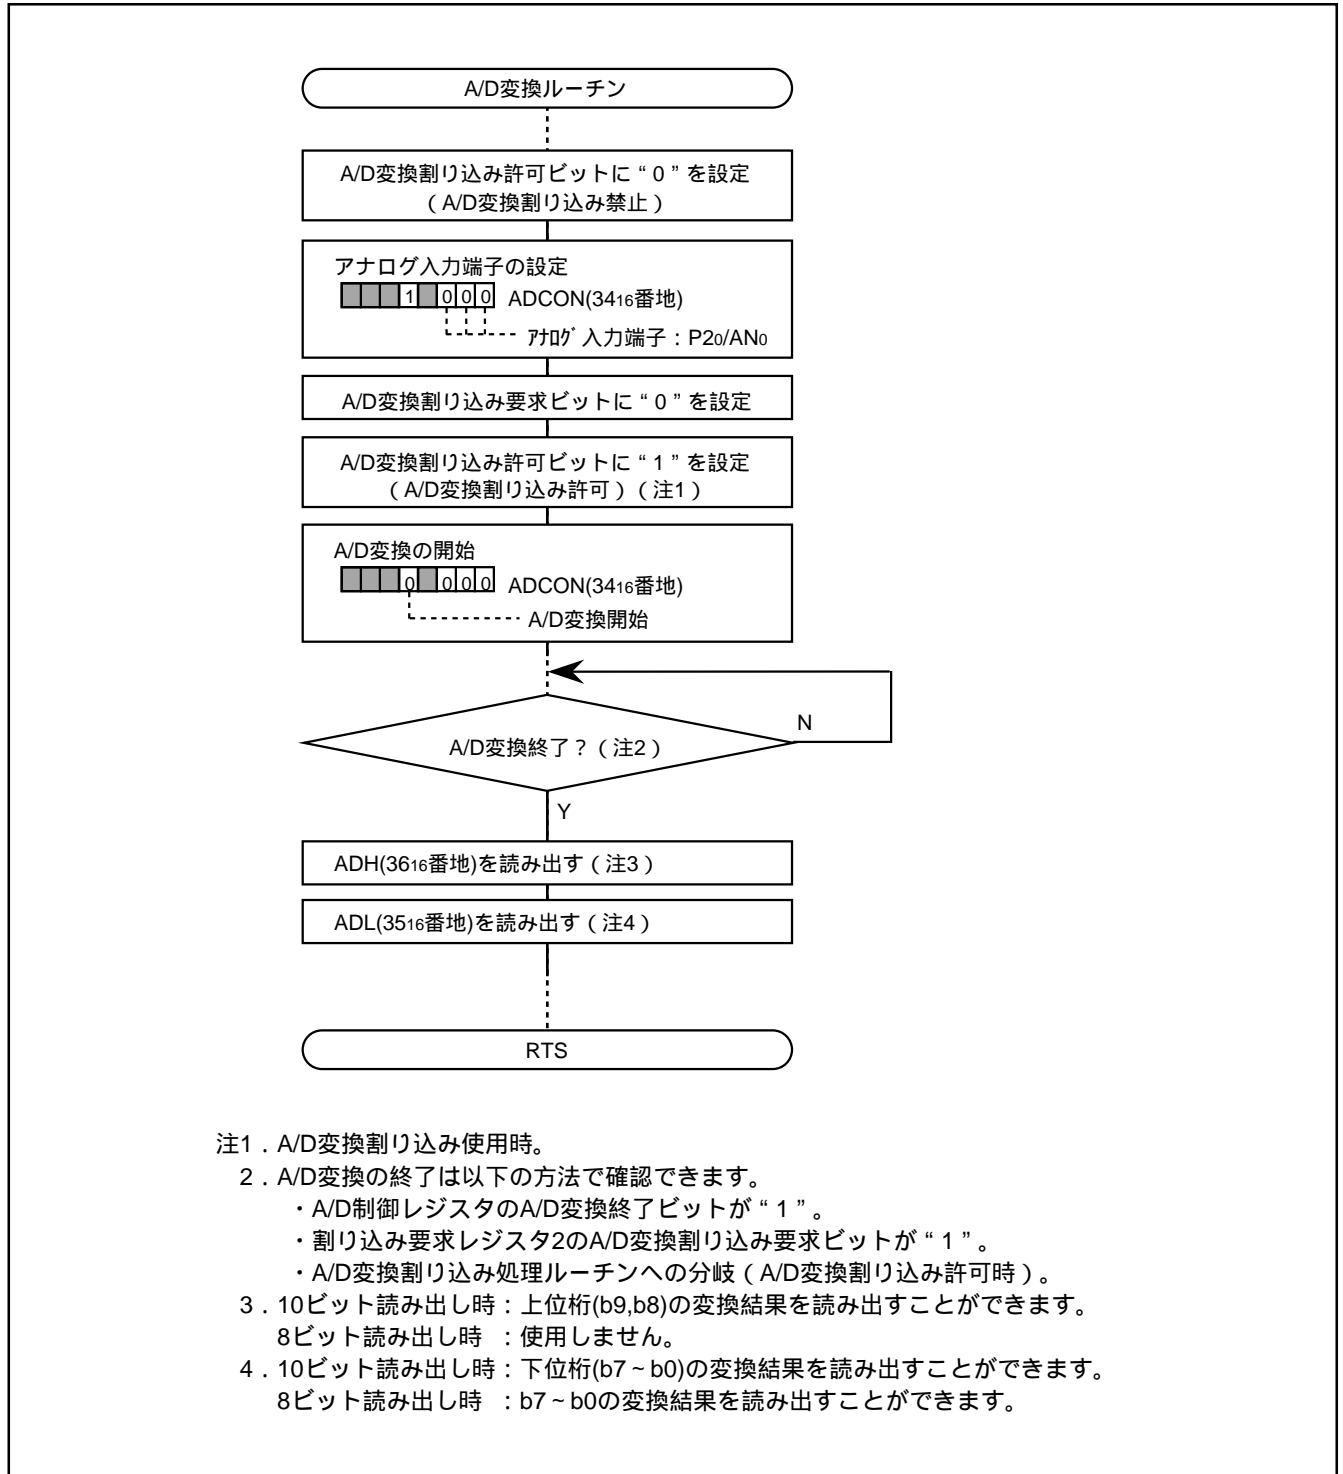 A/D変換ルーチン
A/D変換割り込み許可ビットに“0”を設定
（A/D変換割り込み禁止）
アナログ入力端子の設定
1 0 0 0 ADCON(3416番地)
ｱﾅﾛｸﾞ入力端子：P20/AN0
A/D変換割り込み要求ビットに“0”を設定
A/D変換割り込み許可ビットに“1”を設定
（A/D変換割り込み許可）（注1）
A/D変換の開始
0 0 0 0 ADCON(3416番地)
A/D変換開始
N
A/D変換終了？（注2）
Y
ADH(3616番地)を読み出す（注3）
ADL(3516番地)を読み出す（注4）
RTS
注1．A/D変換割り込み使用時。
2．A/D変換の終了は以下の方法で確認できます。
・A/D制御レジスタのA/D変換終了ビットが“1”。
・割り込み要求レジスタ2のA/D変換割り込み要求ビットが“1”。
・A/D変換割り込み処理ルーチンへの分岐（A/D変換割り込み許可時）。
3．10ビット読み出し時：上位桁(b9,b8)の変換結果を読み出すことができます。
8ビット読み出し時 ：使用しません。
4．10ビット読み出し時：下位桁(b7～b0)の変換結果を読み出すことができます。
8ビット読み出し時 ：b7～b0の変換結果を読み出すことができます。